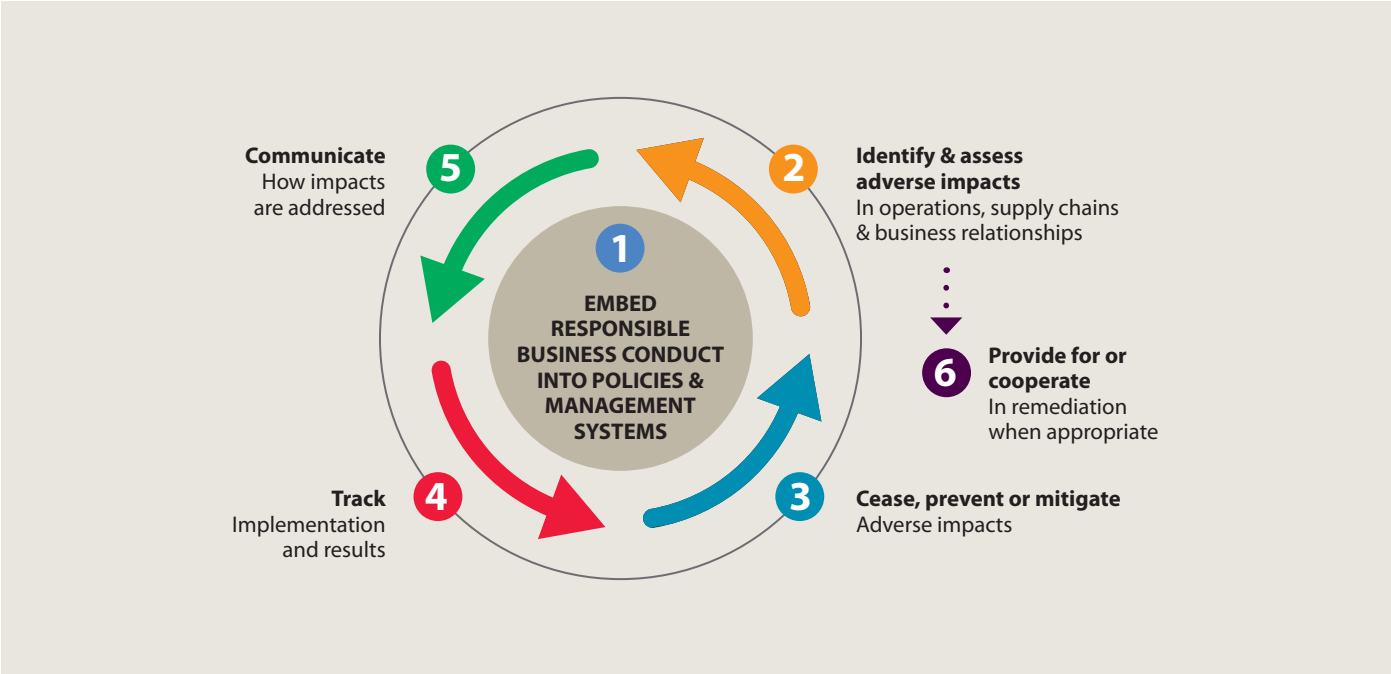 1
EMBED
RESPONSIBLE
BUSINESS CONDUCT
INTO POLICIES &
MANAGEMENT
SYSTEMS
2
Identify & assess
adverse impacts
In operations, supply chains
& business relationships
3
Cease, prevent or mitigate
Adverse impacts
4
Track
Implementation
and results
5
Communicate
How impacts
are addressed
6
Provide for or
cooperate
In remediation
when appropriate